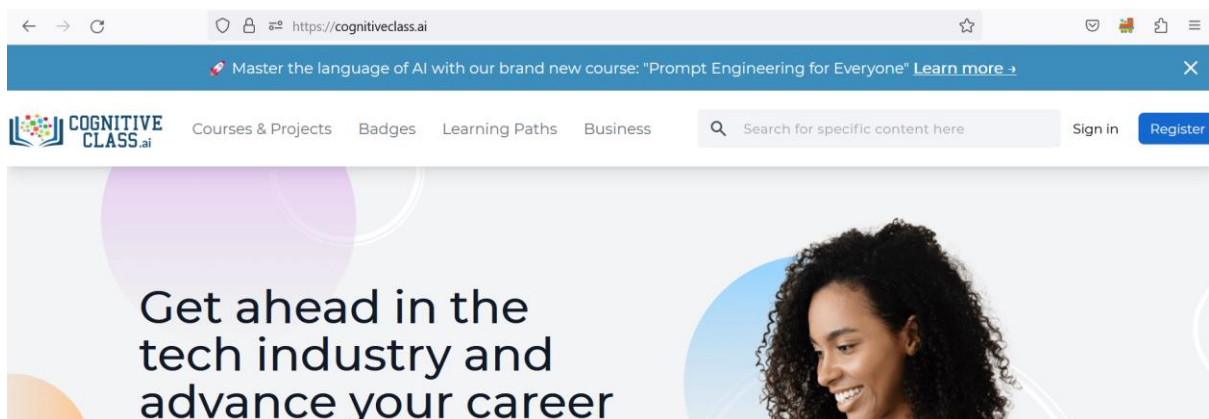 https://cognitiveclass.ai
🚀 Master the language of AI with our brand new course: "Prompt Engineering for Everyone" Learn more →
COGNITIVE
CLASS.ai
Courses & Projects Badges Learning Paths Business Search for specific content here Sign in Register
Get ahead in the
tech industry and
advance your career